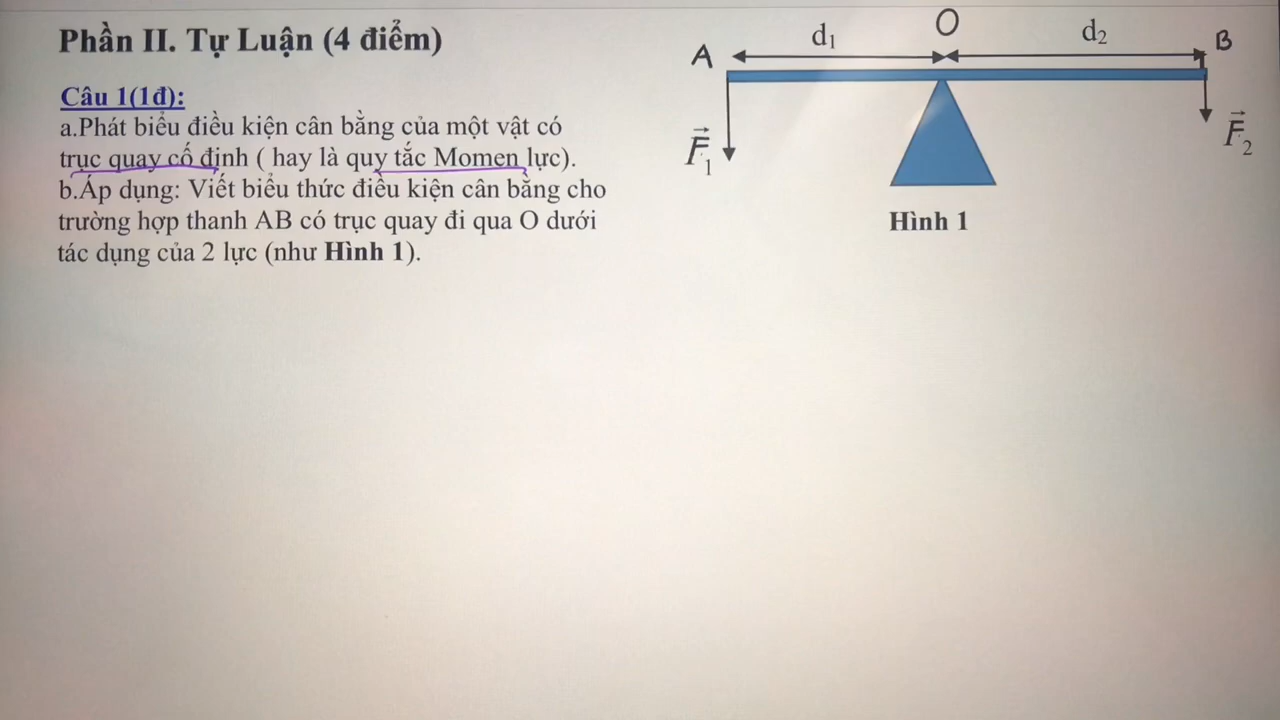 Phần II. Tự Luận (4 điểm)
Câu 1(1đ):
a.Phát biểu điều kiện cân bằng của một vật có
trục quay cố định ( hay là quy tắc Momen lực).
b.Áp dụng: Viết biểu thức điều kiện cân bằng cho
trường hợp thanh AB có trục quay đi qua O dưới
tác dụng của 2 lực (như Hình 1).
A d₁ O d₂ B
F⃗₁ F⃗₂
Hình 1